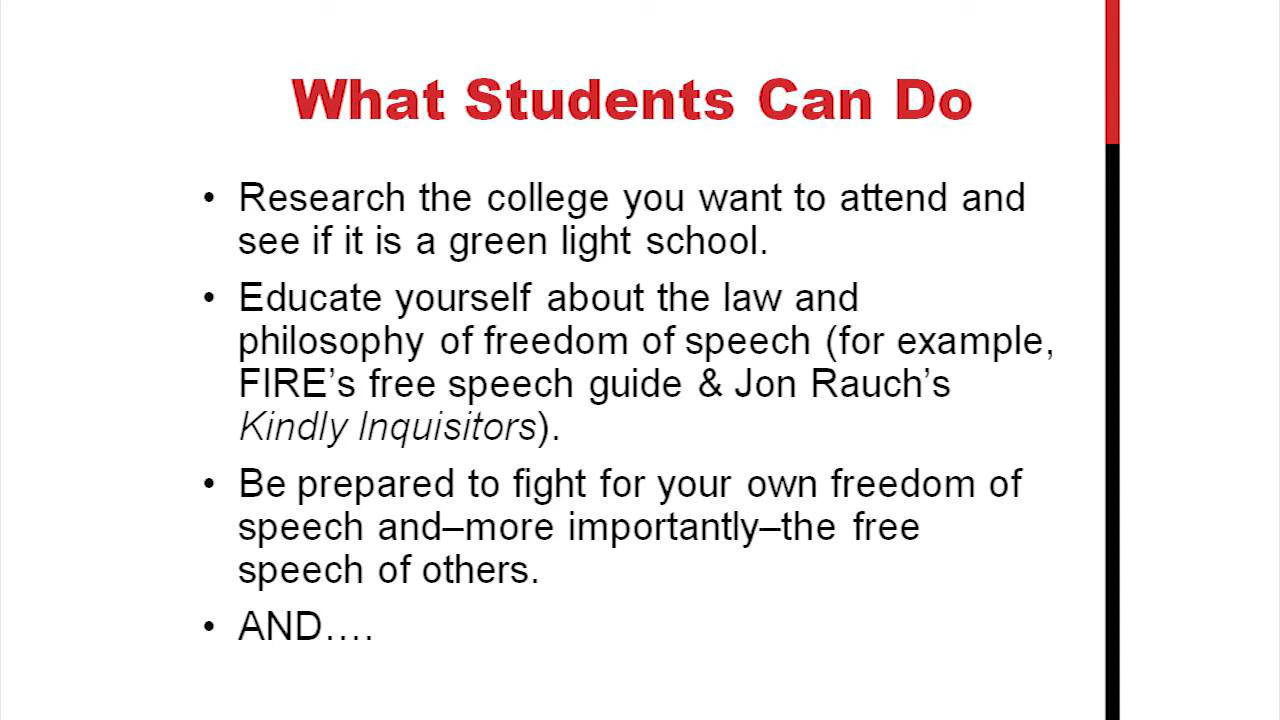 What Students Can Do
• Research the college you want to attend and
see if it is a green light school.
• Educate yourself about the law and
philosophy of freedom of speech (for example,
FIRE’s free speech guide & Jon Rauch’s
Kindly Inquisitors).
• Be prepared to fight for your own freedom of
speech and–more importantly–the free
speech of others.
• AND….